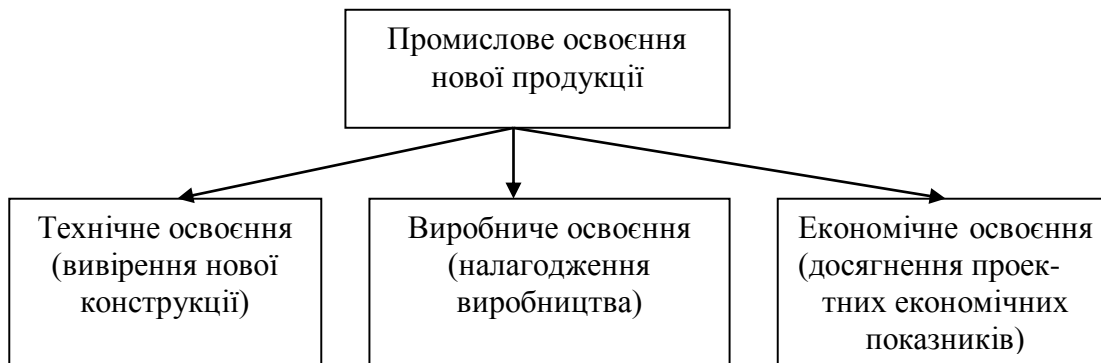 Промислове освоєння
нової продукції
Технічне освоєння
(вивірення нової
конструкції)
Виробниче освоєння
(налагодження
виробництва)
Економічне освоєння
(досягнення проек-
тних економічних
показників)